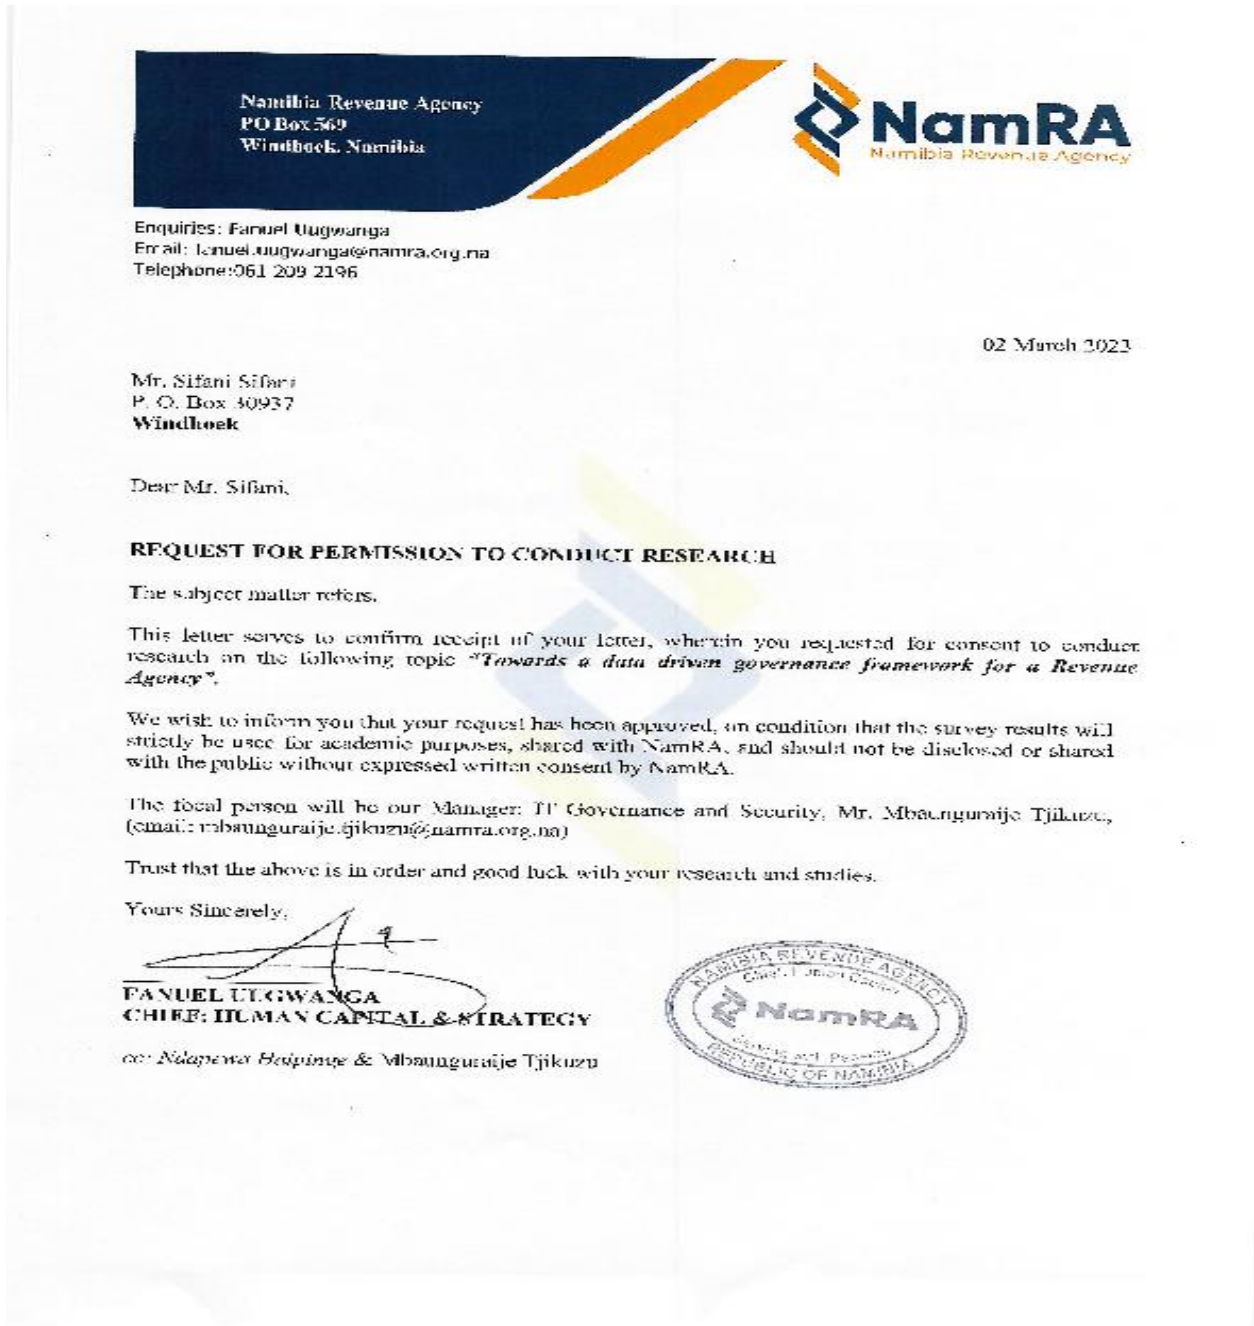 Namibia Revenue Agency
PO Box 569
Windhoek, Namibia
NamRA
Namibia Revenue Agency
Enquiries: Fanuel Uugwanga
Email: fanuel.uugwanga@namra.org.na
Telephone:061 209 2196
02 March 2023
Mr. Sifani Sifani
P. O. Box 30937
Windhoek
Dear Mr. Sifani,
REQUEST FOR PERMISSION TO CONDUCT RESEARCH
The subject matter refers.
This letter serves to confirm receipt of your letter, wherein you requested for consent to conduct
research on the following topic "Towards a data driven governance framework for a Revenue
Agency".
We wish to inform you that your request has been approved, on condition that the survey results will
strictly be used for academic purposes, shared with NamRA, and should not be disclosed or shared
with the public without expressed written consent by NamRA.
The focal person will be our Manager: IT Governance and Security, Mr. Mbaunguraije Tjikuzu,
(email: mbaunguraije.tjikuzu@namra.org.na)
Trust that the above is in order and good luck with your research and studies.
Yours Sincerely,
FANUEL UUGWANGA
CHIEF: HUMAN CAPITAL & STRATEGY
cc: Ndapewa Haipinge & Mbaunguraije Tjikuzu
NAMIBIA REVENUE AGENCY
NamRA
REPUBLIC OF NAMIBIA